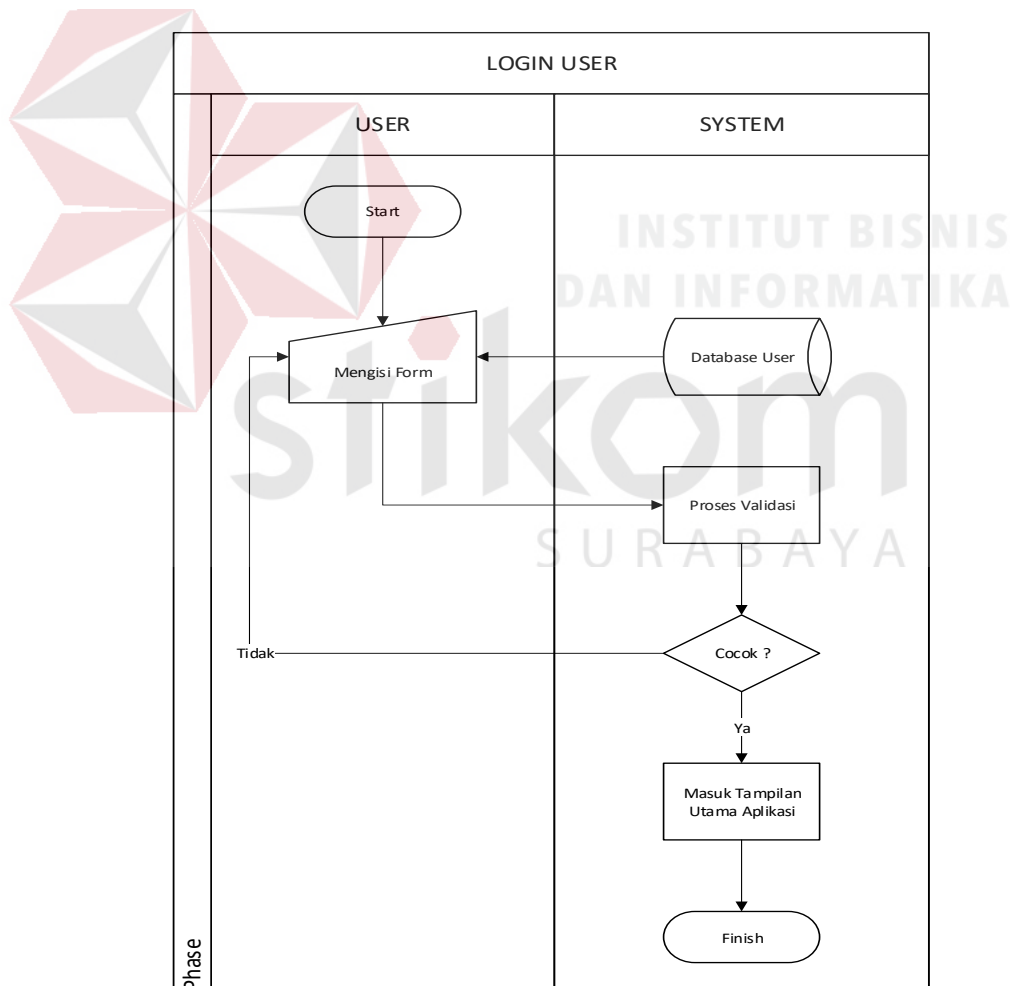 LOGIN USER
USER
SYSTEM
Start
INSTITUT BISNIS
DAN INFORMATIKA
Database User
Mengisi Form
stikom
Proses Validasi
SURABAYA
Tidak
Cocok ?
Ya
Masuk Tampilan
Utama Aplikasi
Finish
Phase